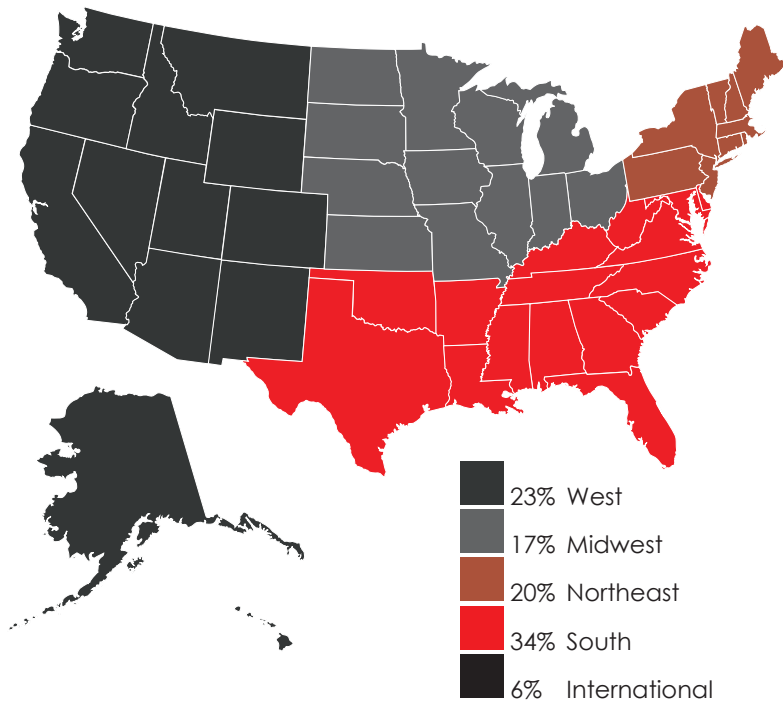 23% West
17% Midwest
20% Northeast
34% South
6% International